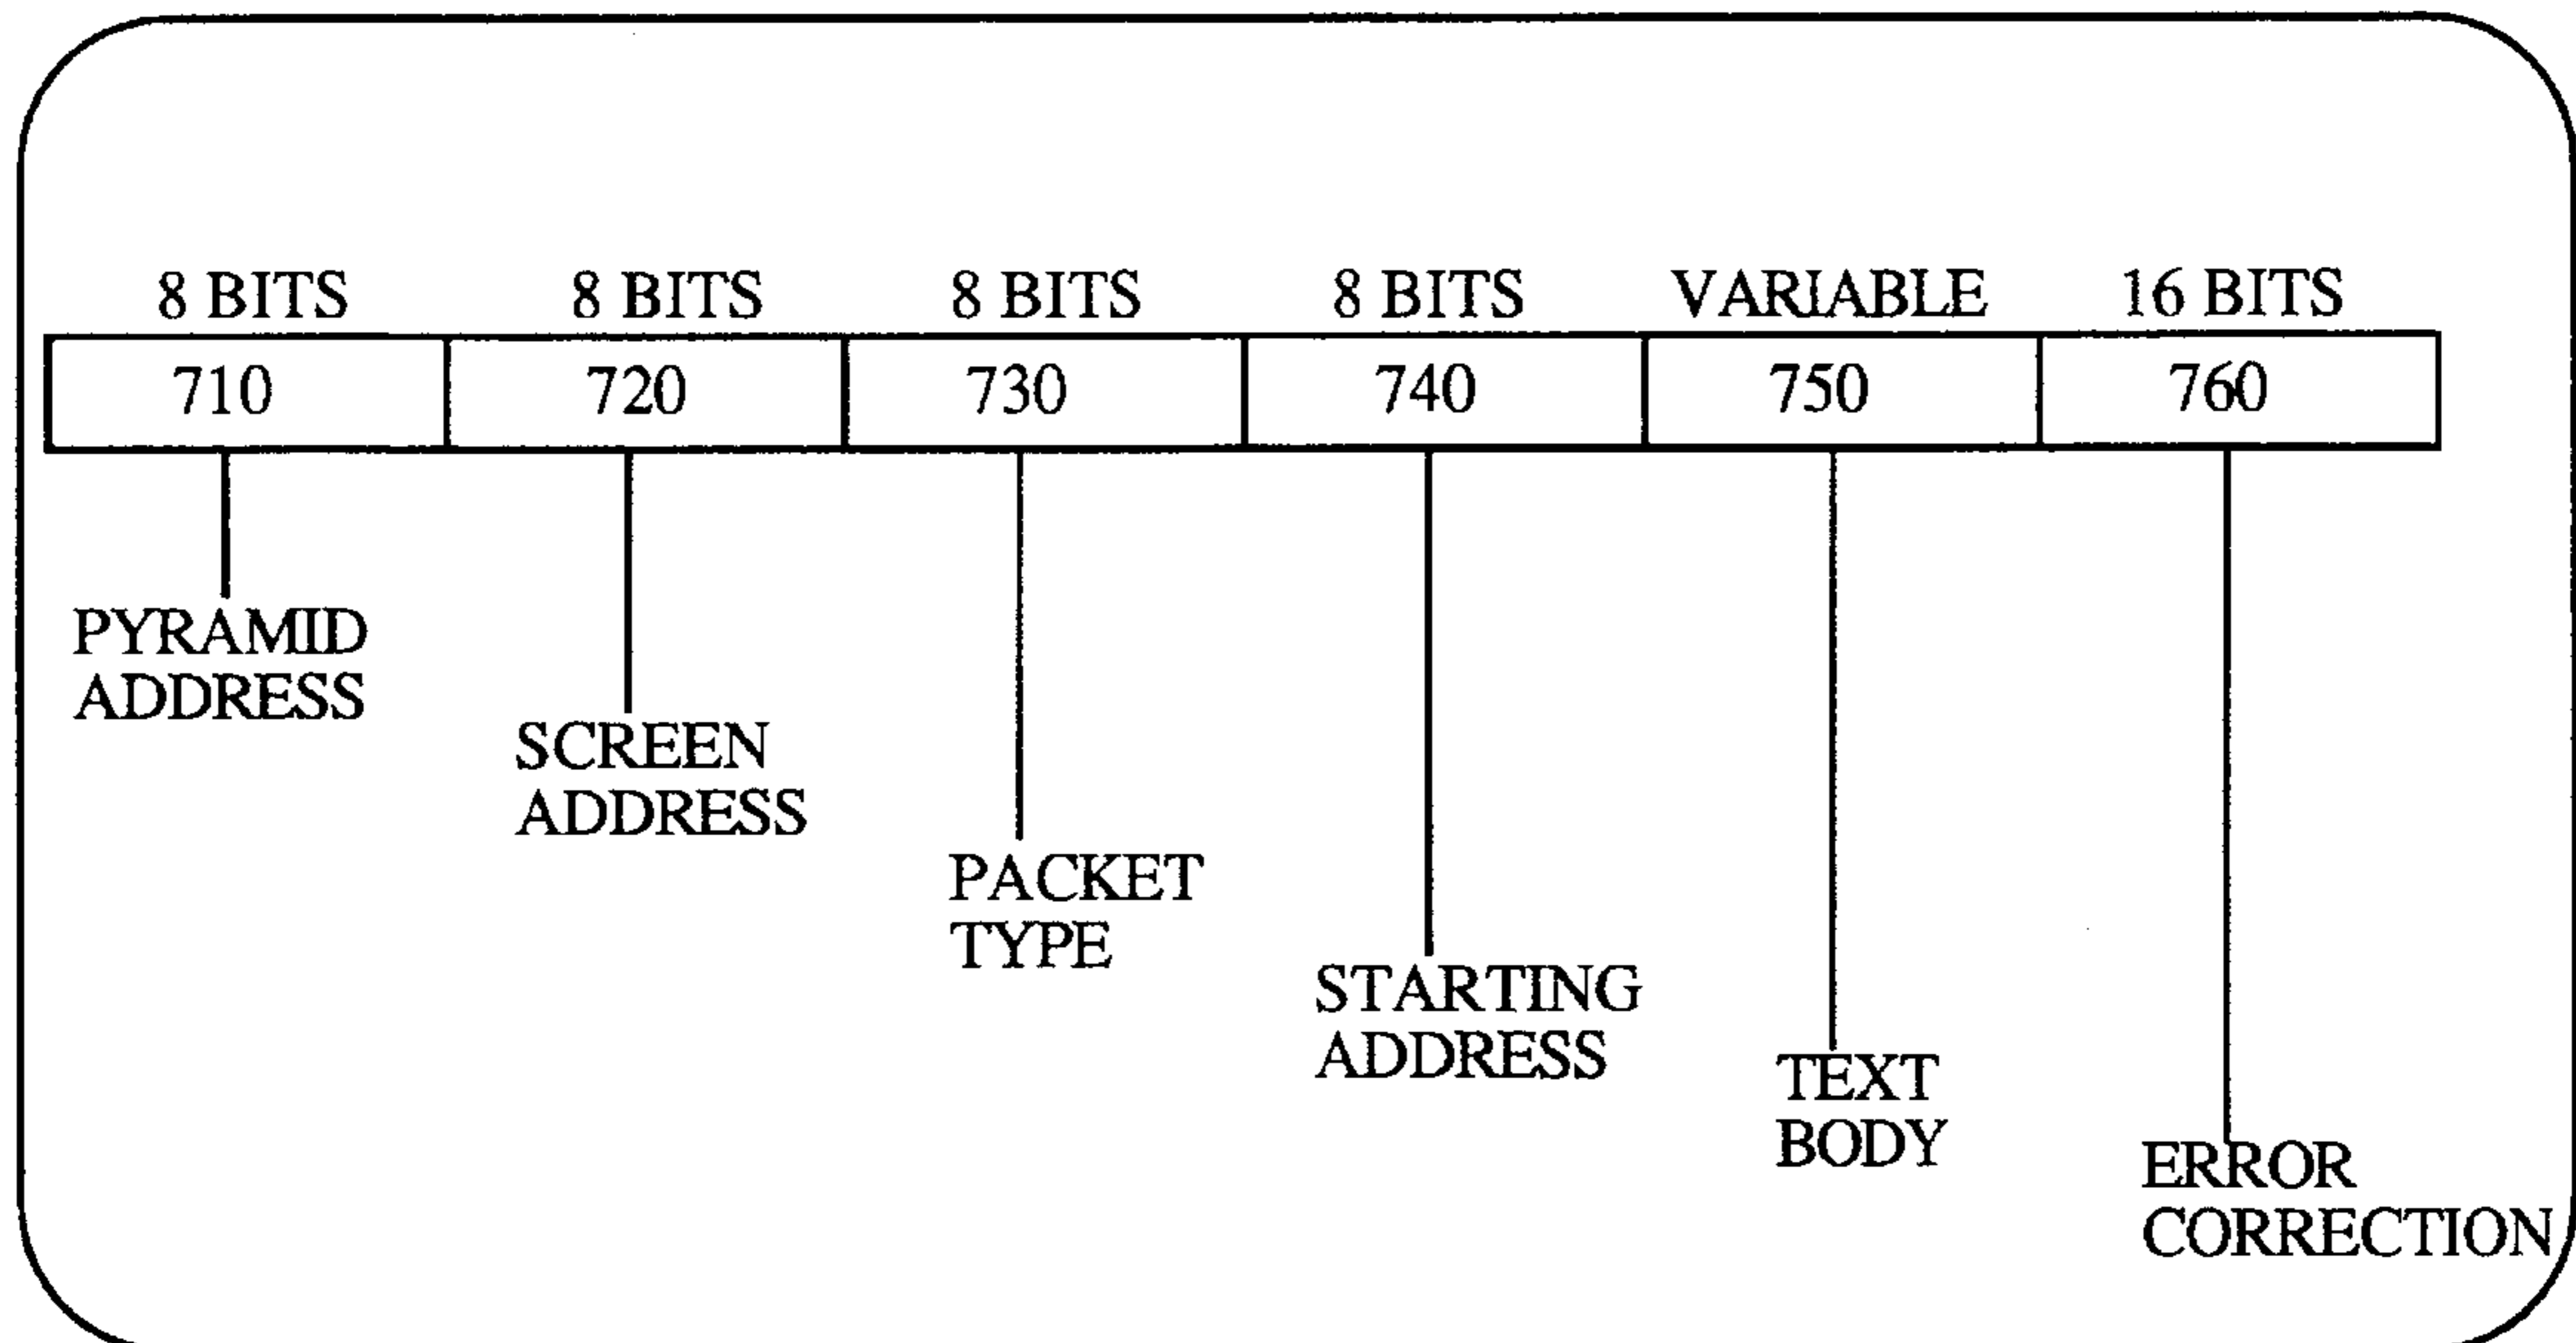 8 BITS 8 BITS 8 BITS 8 BITS VARIABLE 16 BITS
710 720 730 740 750 760
PYRAMID
ADDRESS
SCREEN
ADDRESS
PACKET
TYPE
STARTING
ADDRESS
TEXT
BODY
ERROR
CORRECTION